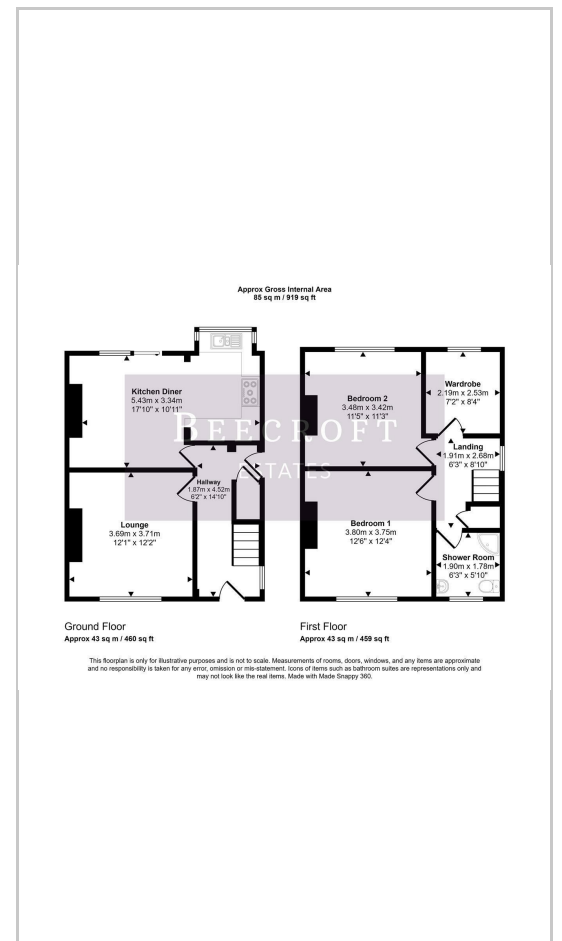 Approx Gross Internal Area
85 sq m / 919 sq ft
Kitchen Diner
5.43m x 3.34m
17'10" x 10'11"
Hallway
1.87m x 4.52m
6'2" x 14'10"
Lounge
3.69m x 3.71m
12'1" x 12'2"
Bedroom 2
3.48m x 3.42m
11'5" x 11'3"
Wardrobe
2.19m x 2.53m
7'2" x 8'4"
Landing
1.91m x 2.68m
6'3" x 8'10"
Bedroom 1
3.80m x 3.75m
12'6" x 12'4"
Shower Room
1.90m x 1.78m
6'3" x 5'10"
BEECROFT
ESTATES
Ground Floor
Approx 43 sq m / 460 sq ft
First Floor
Approx 43 sq m / 459 sq ft
This floorplan is only for illustrative purposes and is not to scale. Measurements of rooms, doors, windows, and any items are approximate
and no responsibility is taken for any error, omission or mis-statement. Icons of items such as bathroom suites are representations only and
may not look like the real items. Made with Made Snappy 360.